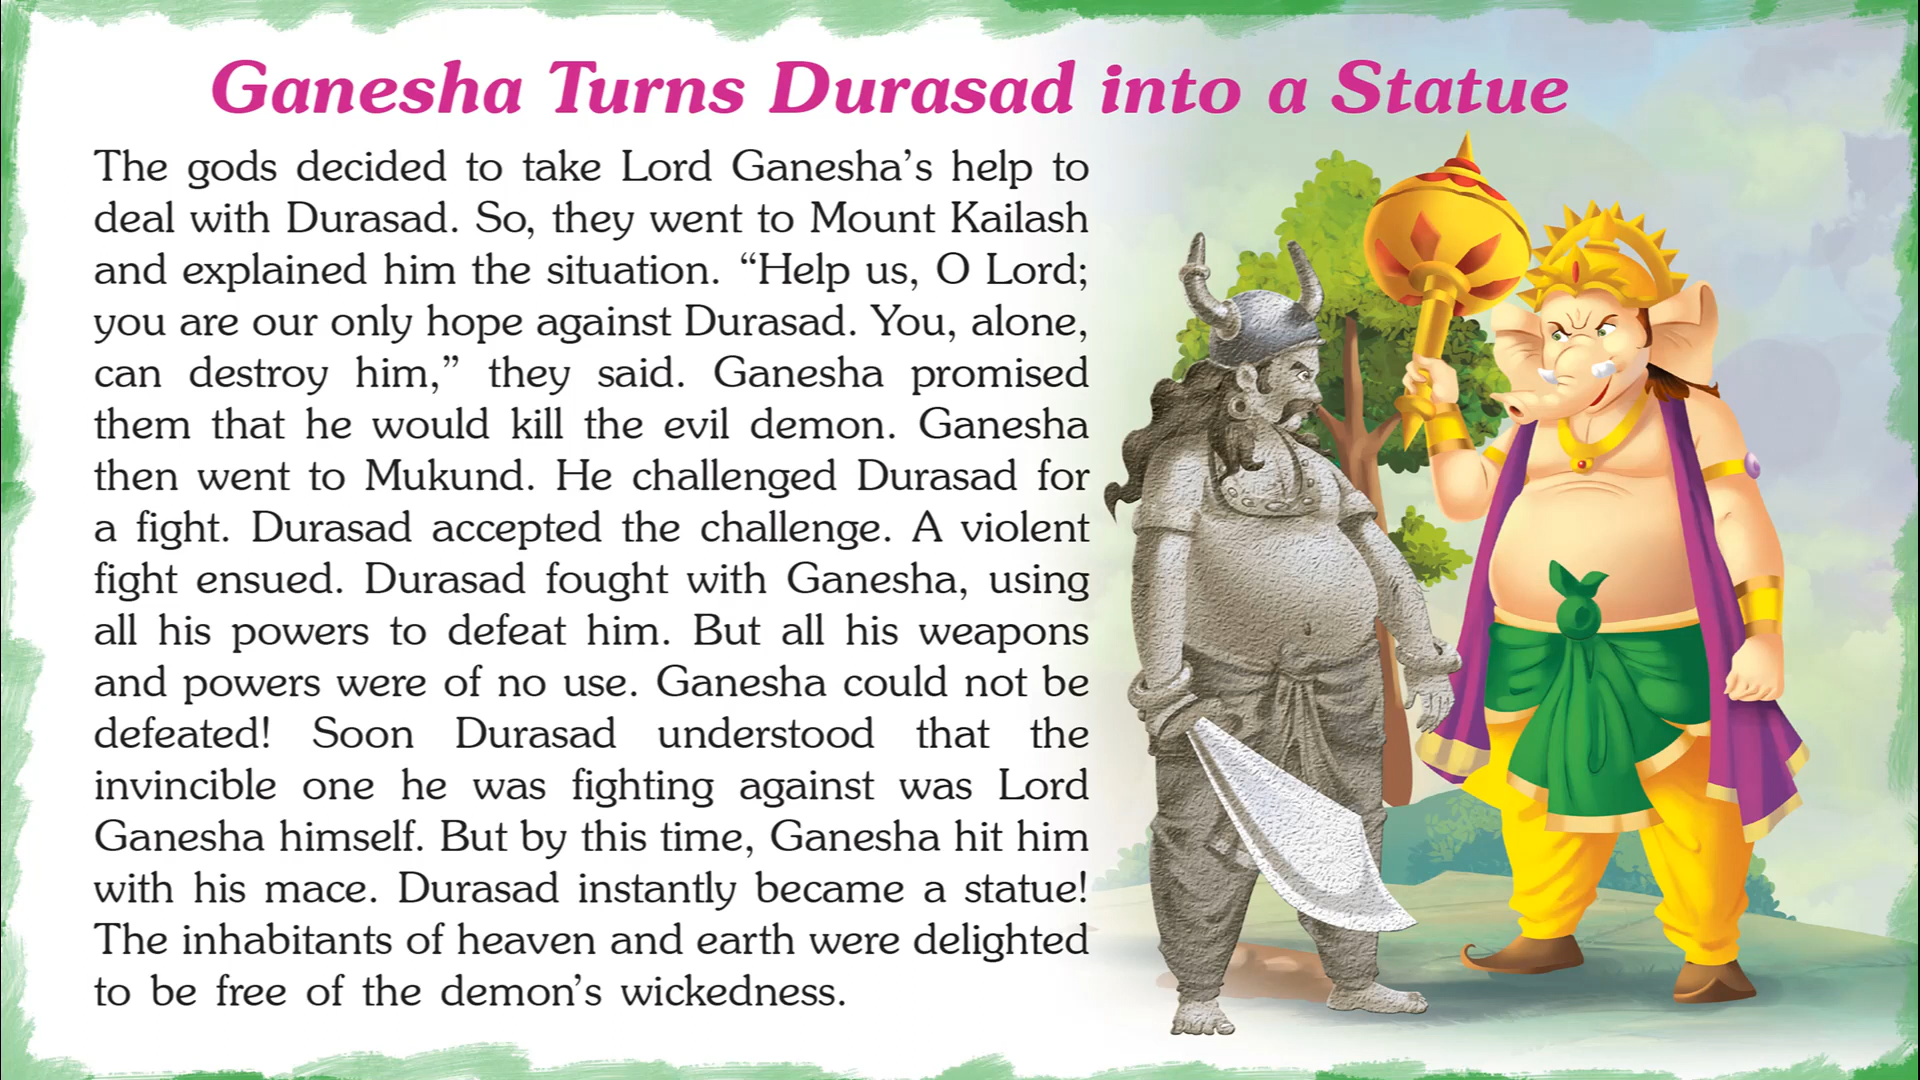 Ganesha Turns Durasad into a Statue
The gods decided to take Lord Ganesha’s help to
deal with Durasad. So, they went to Mount Kailash
and explained him the situation. “Help us, O Lord;
you are our only hope against Durasad. You, alone,
can destroy him,” they said. Ganesha promised
them that he would kill the evil demon. Ganesha
then went to Mukund. He challenged Durasad for
a fight. Durasad accepted the challenge. A violent
fight ensued. Durasad fought with Ganesha, using
all his powers to defeat him. But all his weapons
and powers were of no use. Ganesha could not be
defeated! Soon Durasad understood that the
invincible one he was fighting against was Lord
Ganesha himself. But by this time, Ganesha hit him
with his mace. Durasad instantly became a statue!
The inhabitants of heaven and earth were delighted
to be free of the demon’s wickedness.